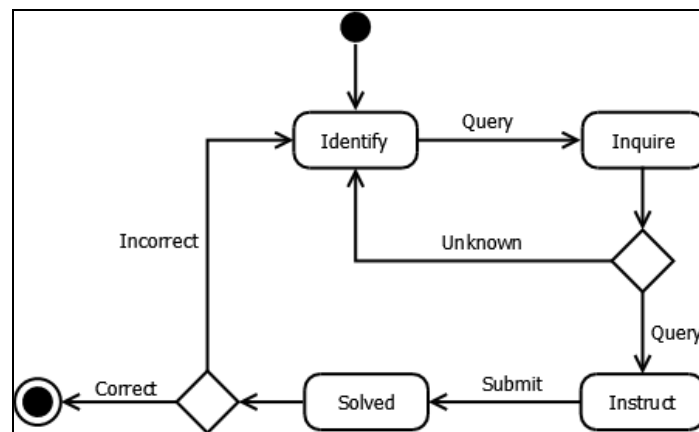 Identify
Query
Inquire
Incorrect
Unknown
Query
Correct
Solved
Submit
Instruct